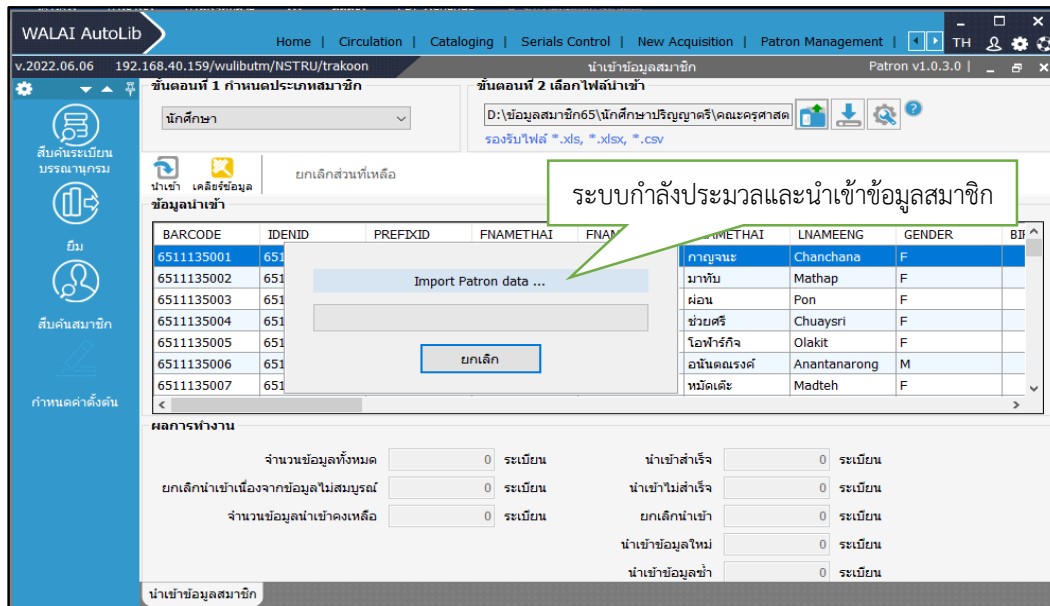 WALAI AutoLib
Home | Circulation | Cataloging | Serials Control | New Acquisition | Patron Management | TH
v.2022.06.06 192.168.40.159/wulibutm/NSTRU/trakoon นำเข้าข้อมูลสมาชิก Patron v1.0.3.0 |
ขั้นตอนที่ 1 กำหนดประเภทสมาชิก ขั้นตอนที่ 2 เลือกไฟล์นำเข้า
นักศึกษา D:\ข้อมูลสมาชิก65\นักศึกษาปริญญาตรี\คณะครุศาสต
รองรับไฟล์ *.xls, *.xlsx, *.csv
สืบค้นระเบียน
บรรณานุกรม
ยืม
สืบค้นสมาชิก
กำหนดค่าตั้งต้น
นำเข้า เคลียร์ข้อมูล ยกเลิกส่วนที่เหลือ
ระบบกำลังประมวลและนำเข้าข้อมูลสมาชิก
ข้อมูลนำเข้า
BARCODE IDENID PREFIXID FNAMETHAI FNAM AMETHAI LNAMEENG GENDER BIF
6511135001 651 กาญจนะ Chanchana F
6511135002 651 มาทับ Mathap F
6511135003 651 ผ่อน Pon F
6511135004 651 ช่วยศรี Chuaysri F
6511135005 651 โอฬาร์กิจ Olakit F
6511135006 651 อนันตณรงค์ Anantanarong M
6511135007 651 หมัดเต๊ะ Madteh F
Import Patron data ...
ยกเลิก
ผลการทำงาน
จำนวนข้อมูลทั้งหมด 0 ระเบียน นำเข้าสำเร็จ 0 ระเบียน
ยกเลิกนำเข้าเนื่องจากข้อมูลไม่สมบูรณ์ 0 ระเบียน นำเข้าไม่สำเร็จ 0 ระเบียน
จำนวนข้อมูลนำเข้าคงเหลือ 0 ระเบียน ยกเลิกนำเข้า 0 ระเบียน
นำเข้าข้อมูลใหม่ 0 ระเบียน
นำเข้าข้อมูลซ้ำ 0 ระเบียน
นำเข้าข้อมูลสมาชิก